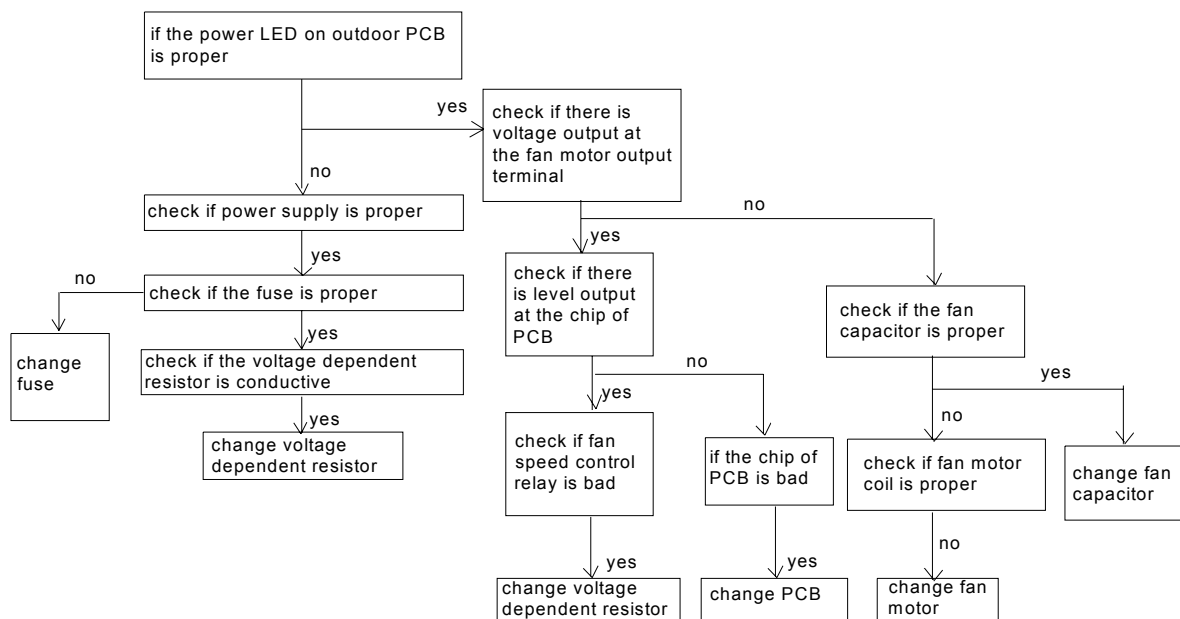 if the power LED on outdoor PCB
is proper
yes
check if there is
voltage output at
the fan motor output
terminal
no
check if power supply is proper
yes
no
check if the fuse is proper
change
fuse
yes
check if the voltage dependent
resistor is conductive
yes
change voltage
dependent resistor
yes
no
check if there
is level output
at the chip of
PCB
check if the fan
capacitor is proper
yes
no
check if fan
speed control
relay is bad
if the chip of
PCB is bad
no
yes
check if fan motor
coil is proper
change fan
capacitor
yes
change voltage
dependent resistor
yes
change PCB
no
change fan
motor